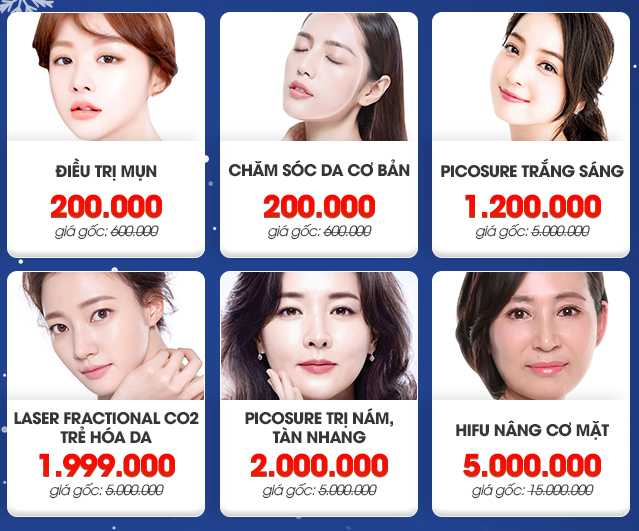 ĐIỀU TRỊ MỤN
200.000
giá gốc: 600.000
CHĂM SÓC DA CƠ BẢN
200.000
giá gốc: 600.000
PICOSURE TRẮNG SÁNG
1.200.000
giá gốc: 5.000.000
LASER FRACTIONAL CO2
TRẺ HÓA DA
1.999.000
giá gốc: 5.000.000
PICOSURE TRỊ NÁM,
TÀN NHANG
2.000.000
giá gốc: 5.000.000
HIFU NÂNG CƠ MẶT
5.000.000
giá gốc: 15.000.000